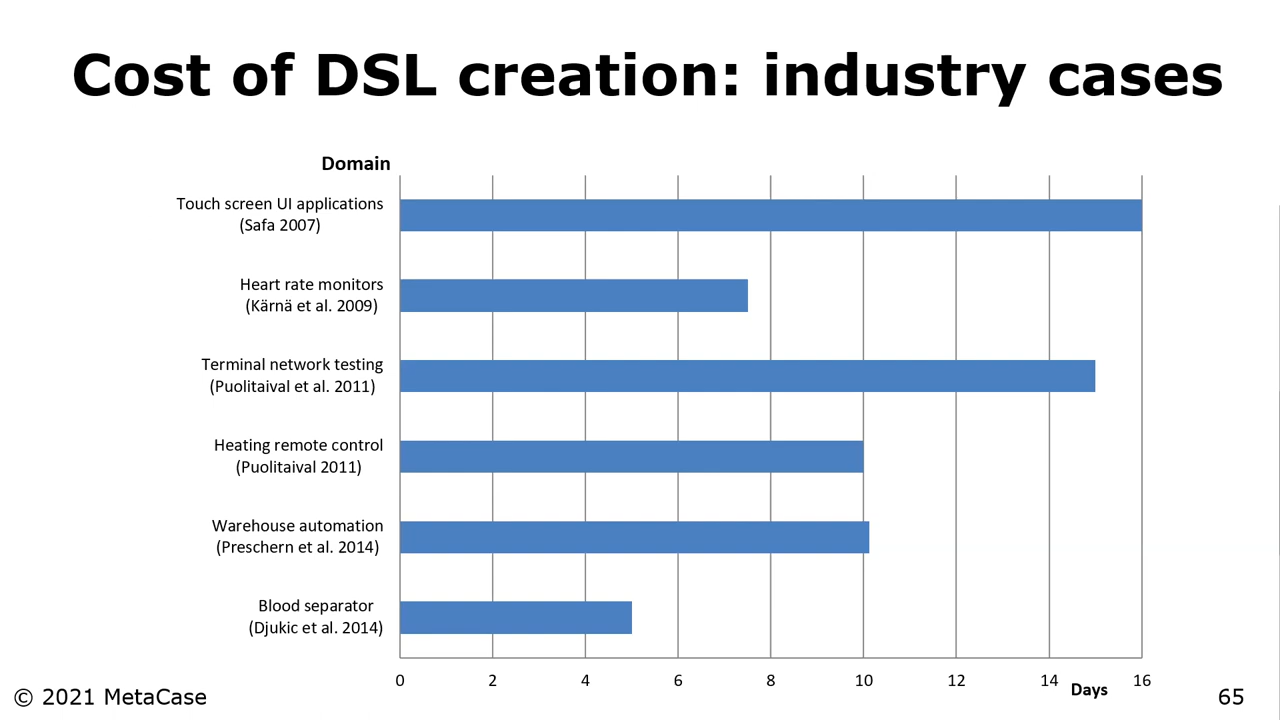 Cost of DSL creation: industry cases
Domain
Touch screen UI applications
(Safa 2007)
Heart rate monitors
(Kärnä et al. 2009)
Terminal network testing
(Puolitaival et al. 2011)
Heating remote control
(Puolitaival 2011)
Warehouse automation
(Preschern et al. 2014)
Blood separator
(Djukic et al. 2014)
0 2 4 6 8 10 12 14 16
Days
© 2021 MetaCase
65